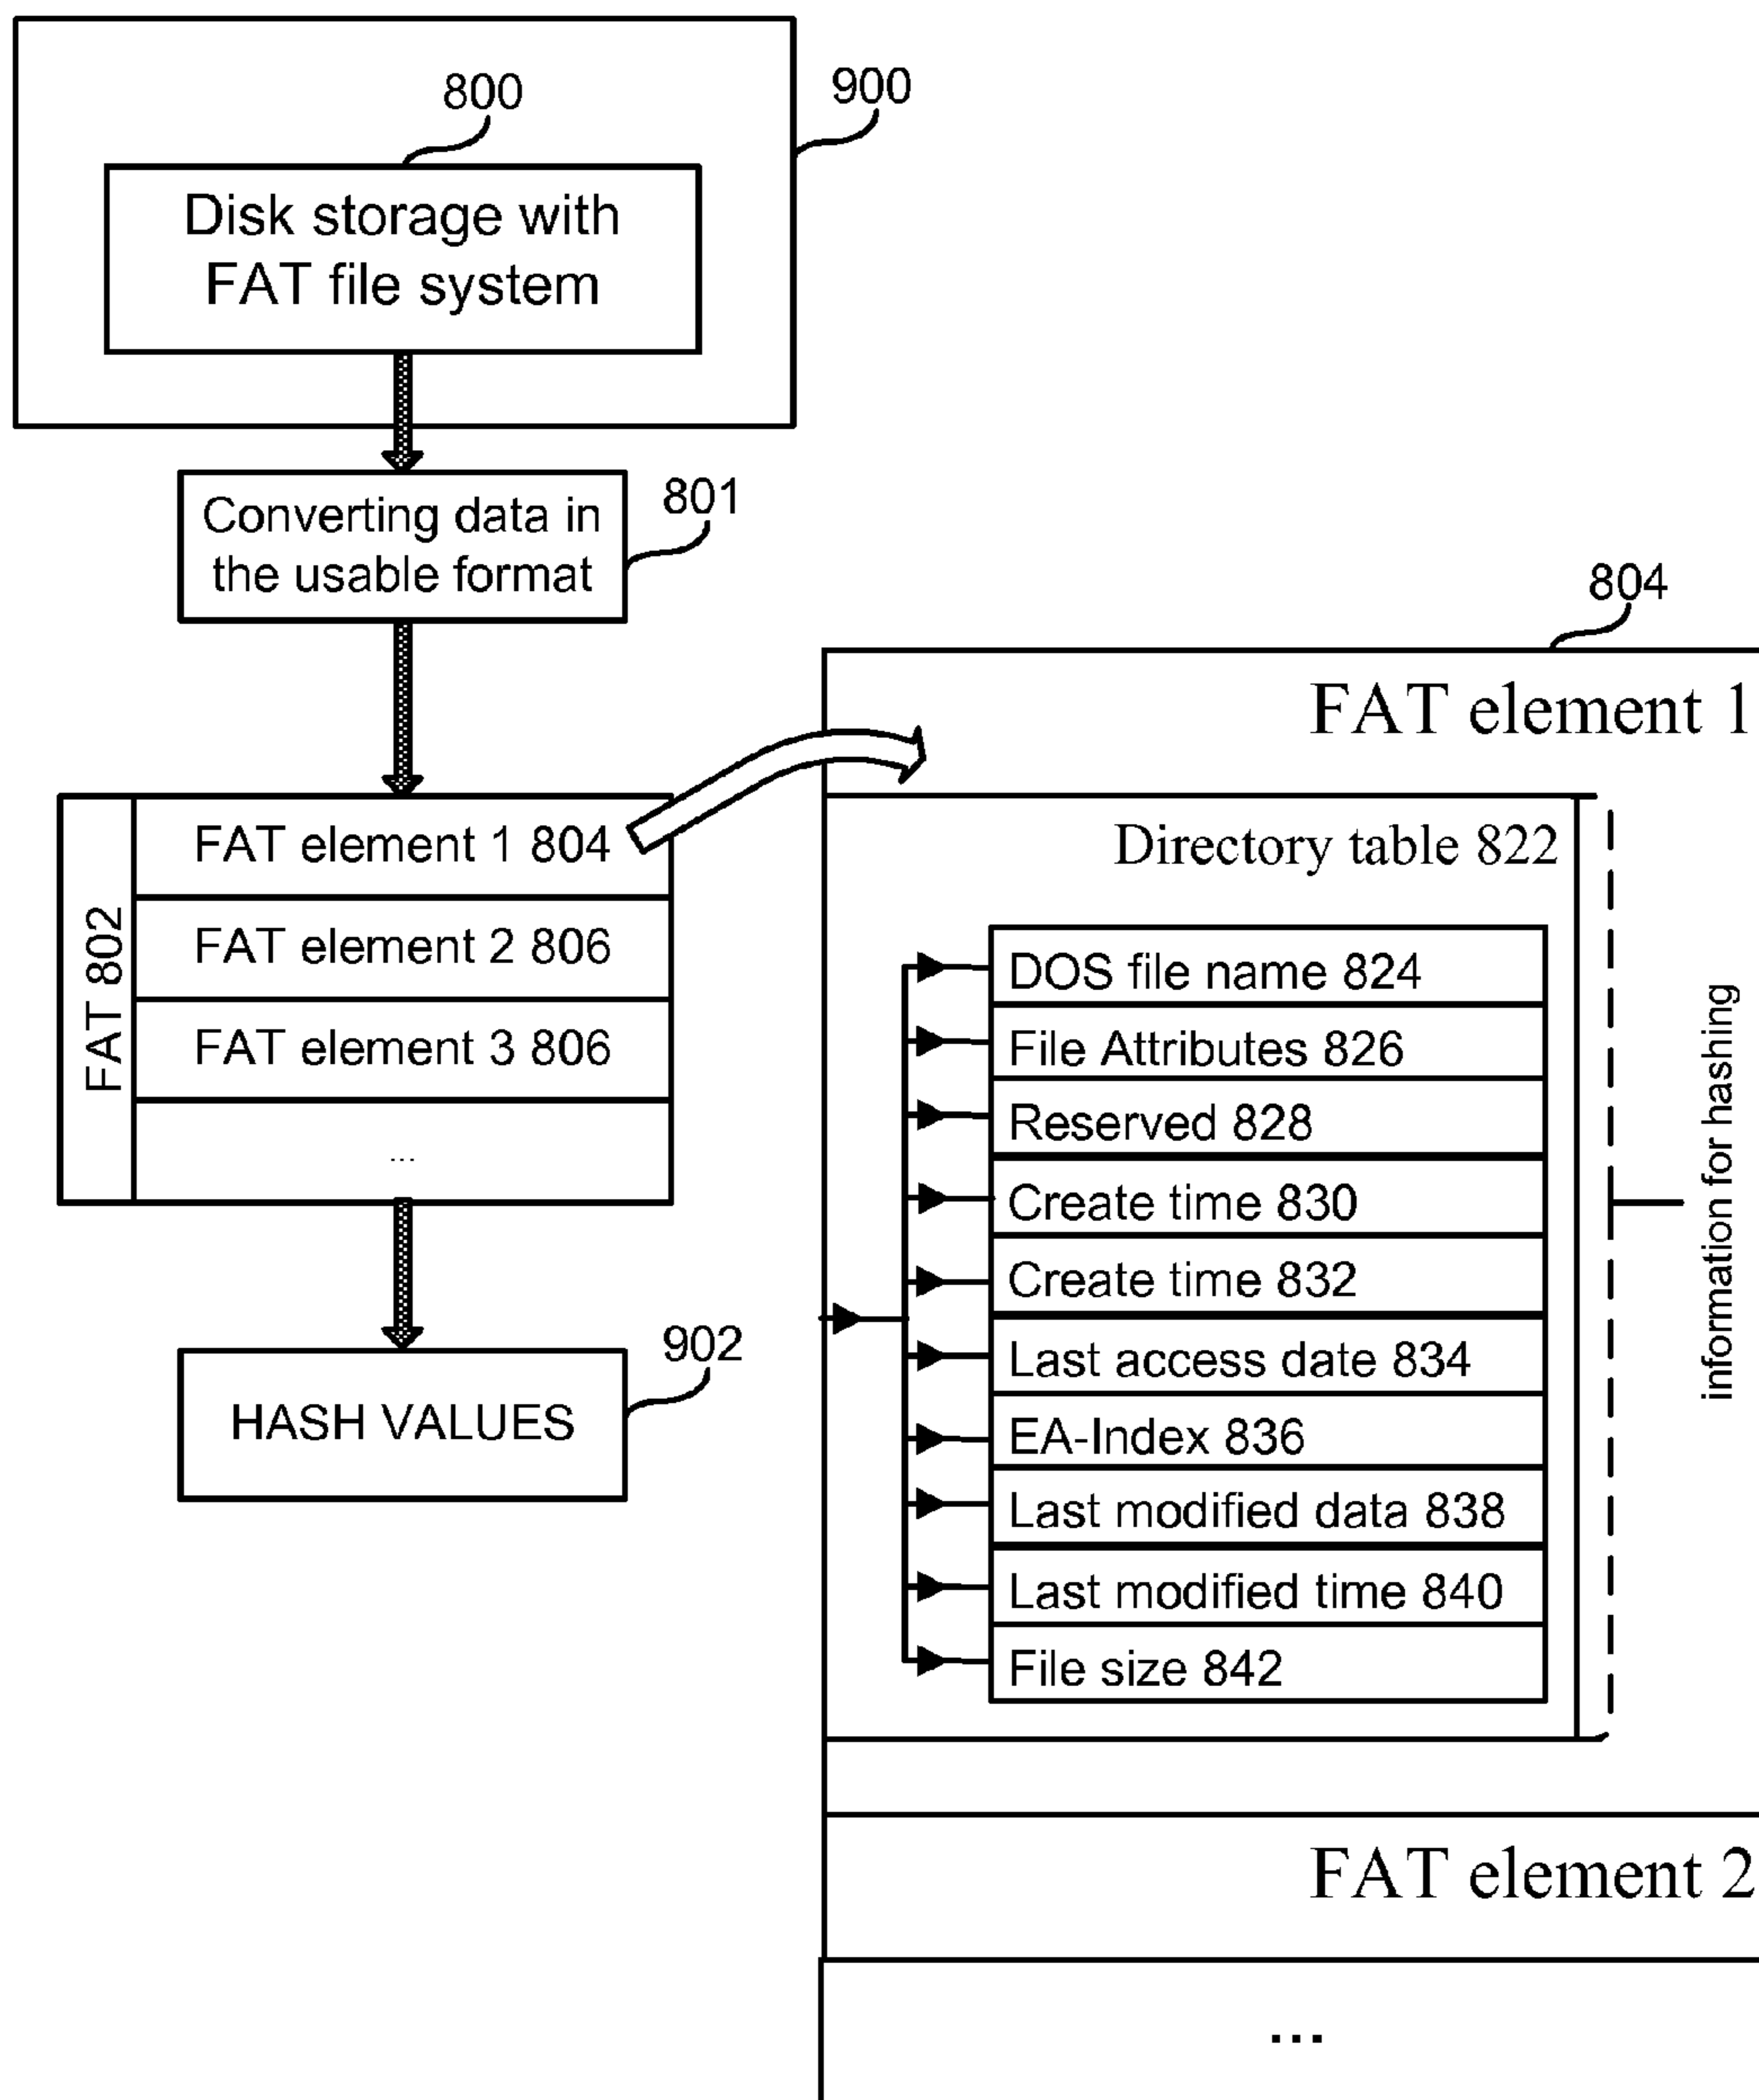 800
900
Disk storage with
FAT file system
Converting data in
the usable format
801
FAT 802
FAT element 1 804
FAT element 2 806
FAT element 3 806
...
HASH VALUES
902
804
FAT element 1
Directory table 822
DOS file name 824
File Attributes 826
Reserved 828
Create time 830
Create time 832
Last access date 834
EA-Index 836
Last modified data 838
Last modified time 840
File size 842
information for hashing
FAT element 2
...